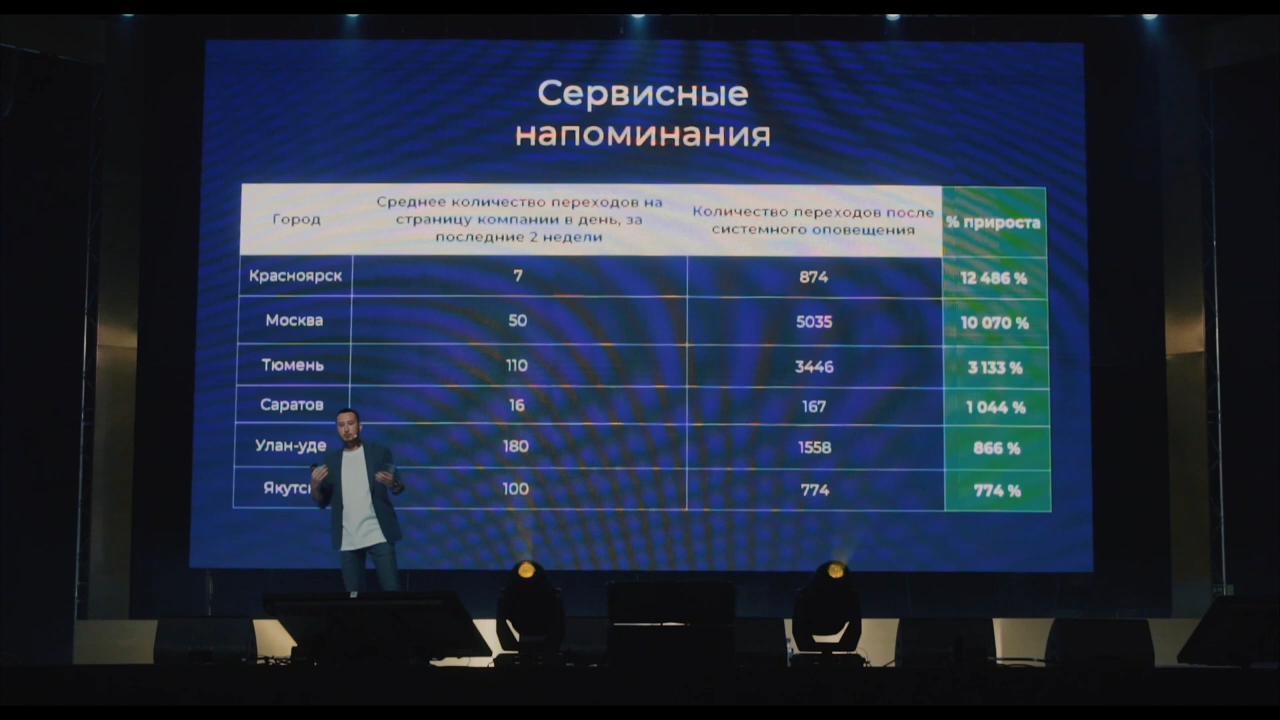 Сервисные
напоминания
Город
Среднее количество переходов на
страницу компании в день, за
последние 2 недели
Количество переходов после
системного оповещения
% прироста
Красноярск 7 874 12 486 %
Москва 50 5035 10 070 %
Тюмень 110 3446 3 133 %
Саратов 16 167 1 044 %
Улан-уде 180 1558 866 %
Якутс 100 774 774 %